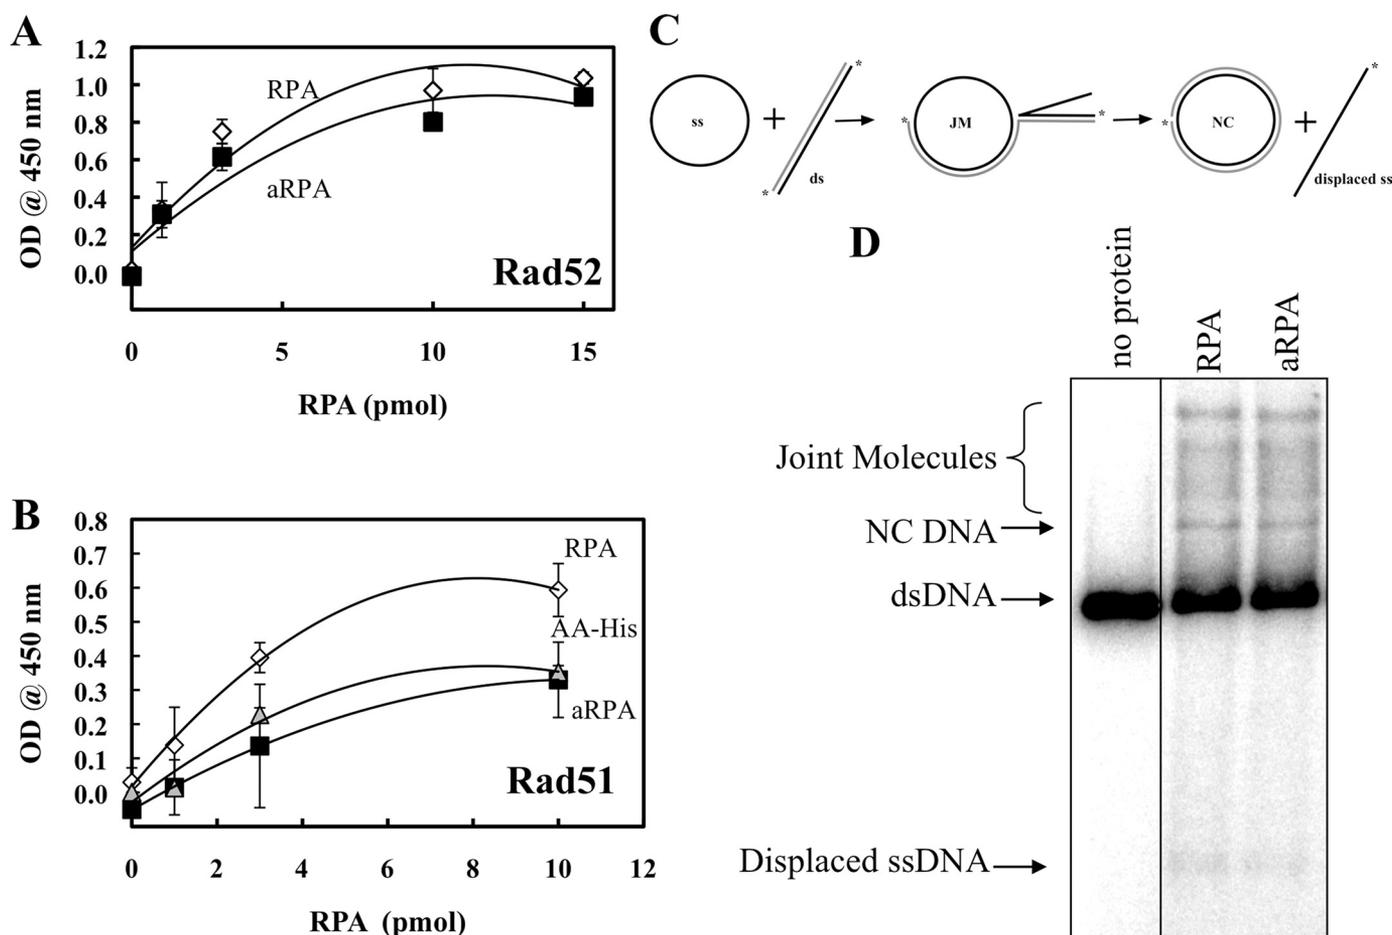 A
1.2
1.0
0.8
0.6
0.4
0.2
0.0
OD @ 450 nm
RPA
aRPA
Rad52
0 5 10 15
RPA (pmol)
B
0.8
0.7
0.6
0.5
0.4
0.3
0.2
0.1
0.0
OD @ 450 nm
RPA
AA-His
aRPA
Rad51
0 2 4 6 8 10 12
RPA (pmol)
C
ss + * * ds * JM * * NC + * displaced ss
D
no protein
RPA
aRPA
Joint Molecules
NC DNA
dsDNA
Displaced ssDNA